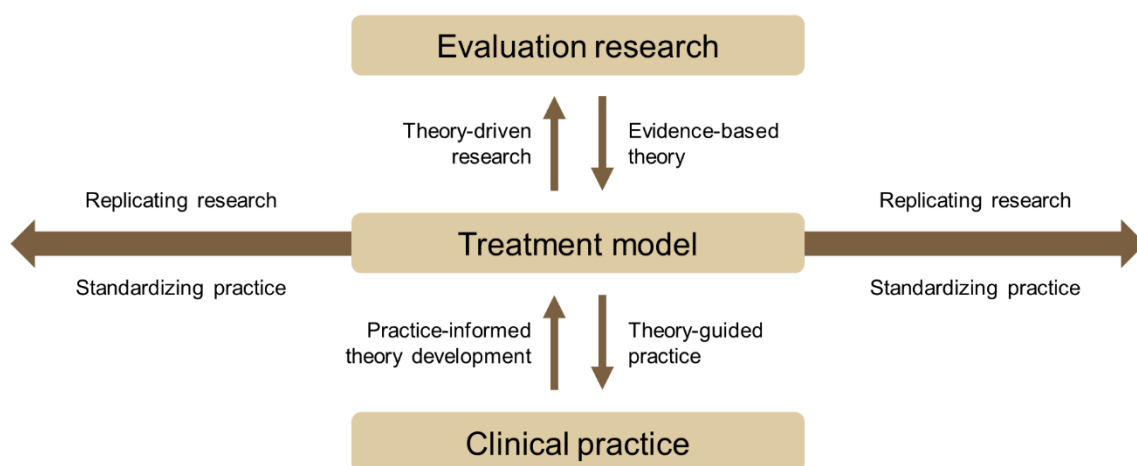 Evaluation research
Theory-driven
research
Evidence-based
theory
Replicating research
Replicating research
Treatment model
Standardizing practice
Standardizing practice
Practice-informed
theory development
Theory-guided
practice
Clinical practice